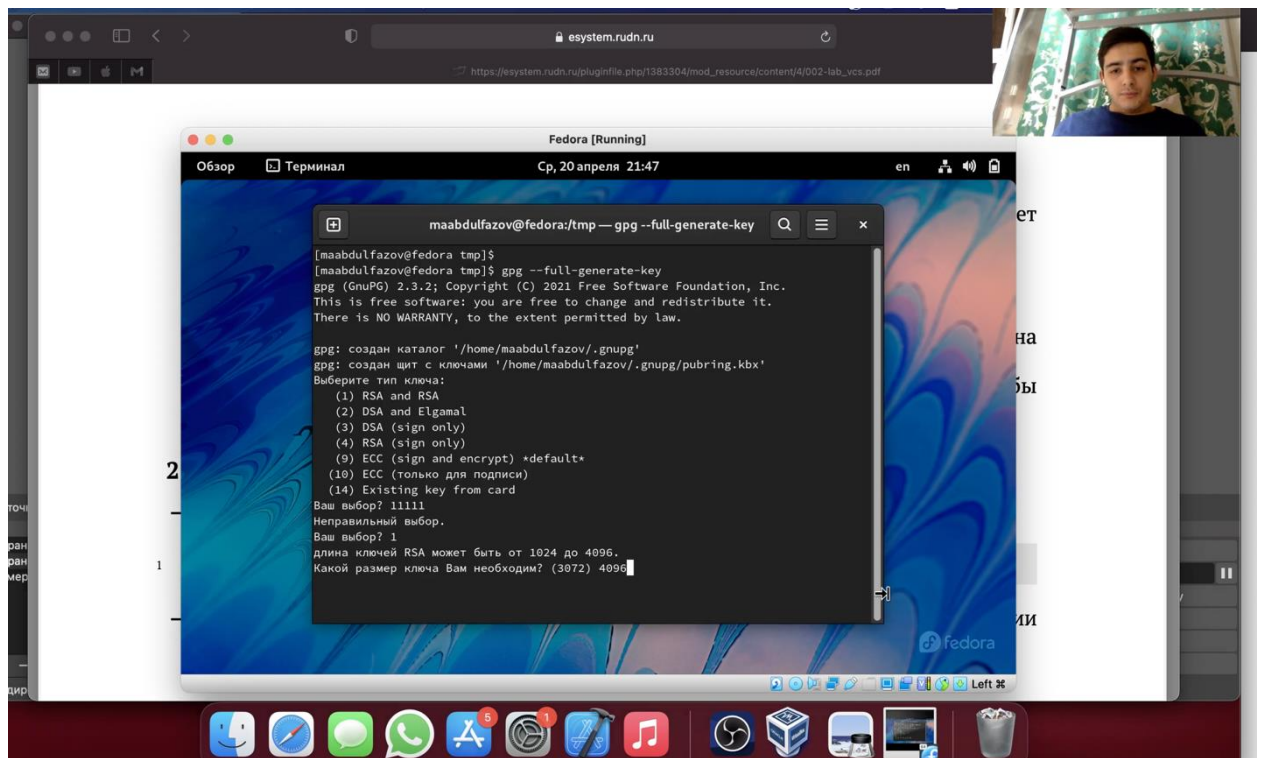 esystem.rudn.ru
https://esystem.rudn.ru/pluginfile.php/1383304/mod_resource/content/4/002-lab_vcs.pdf
Fedora [Running]
Обзор Терминал Ср, 20 апреля 21:47 en
ет
maabdulfazov@fedora:/tmp — gpg --full-generate-key
[maabdulfazov@fedora tmp]$
[maabdulfazov@fedora tmp]$ gpg --full-generate-key
gpg (GnuPG) 2.3.2; Copyright (C) 2021 Free Software Foundation, Inc.
This is free software: you are free to change and redistribute it.
There is NO WARRANTY, to the extent permitted by law.
на
gpg: создан каталог '/home/maabdulfazov/.gnupg'
gpg: создан щит с ключами '/home/maabdulfazov/.gnupg/pubring.kbx'
Выберите тип ключа:
бы
(1) RSA and RSA
(2) DSA and Elgamal
(3) DSA (sign only)
(4) RSA (sign only)
(9) ECC (sign and encrypt) *default*
2
(10) ECC (только для подписи)
(14) Existing key from card
Ваш выбор? 11111
Неправильный выбор.
Ваш выбор? 1
длина ключей RSA может быть от 1024 до 4096.
1
Какой размер ключа Вам необходим? (3072) 4096
ии
fedora
Left ⌘
5
1